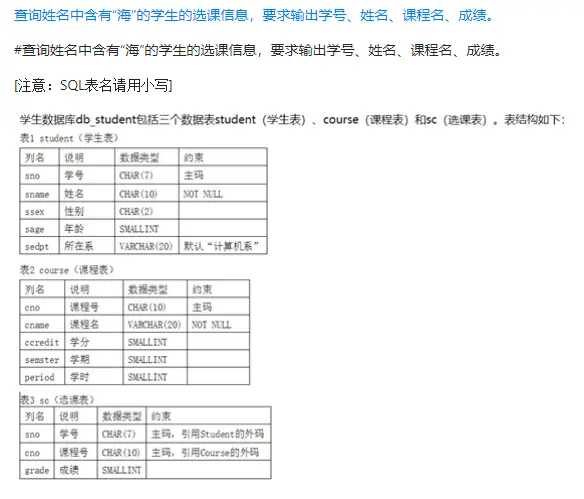 查询姓名中含有“海”的学生的选课信息，要求输出学号、姓名、课程名、成绩。
#查询姓名中含有“海”的学生的选课信息，要求输出学号、姓名、课程名、成绩。
[注意：SQL表名请用小写]
学生数据库db_student包括三个数据表student（学生表）、course（课程表）和sc（选课表）。表结构如下：
表1 student（学生表）
列名 说明 数据类型 约束
sno 学号 CHAR(7) 主码
sname 姓名 CHAR(10) NOT NULL
ssex 性别 CHAR(2)
sage 年龄 SMALLINT
sedpt 所在系 VARCHAR(20) 默认“计算机系”
表2 course（课程表）
列名 说明 数据类型 约束
cno 课程号 CHAR(10) 主码
cname 课程名 VARCHAR(20) NOT NULL
ccredit 学分 SMALLINT
semster 学期 SMALLINT
period 学时 SMALLINT
表3 sc（选课表）
列名 说明 数据类型 约束
sno 学号 CHAR(7) 主码，引用Student的外码
cno 课程号 CHAR(10) 主码，引用Course的外码
grade 成绩 SMALLINT